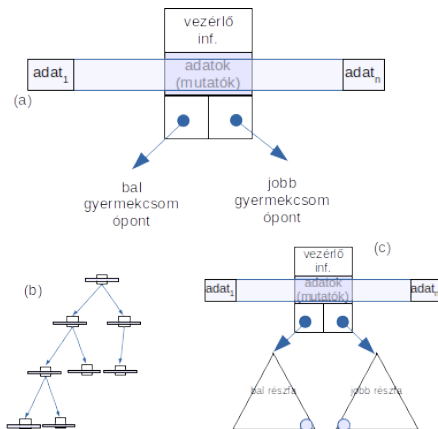 vezérlő
inf.
adat1
adatok
(mutatók)
adatn
(a)
bal
gyermekcsom
ópont
jobb
gyermekcsom
ópont
(b)
(c)
vezérlő
inf.
adat1
adatok
(mutatók)
adatn
bal részfa
jobb részfa